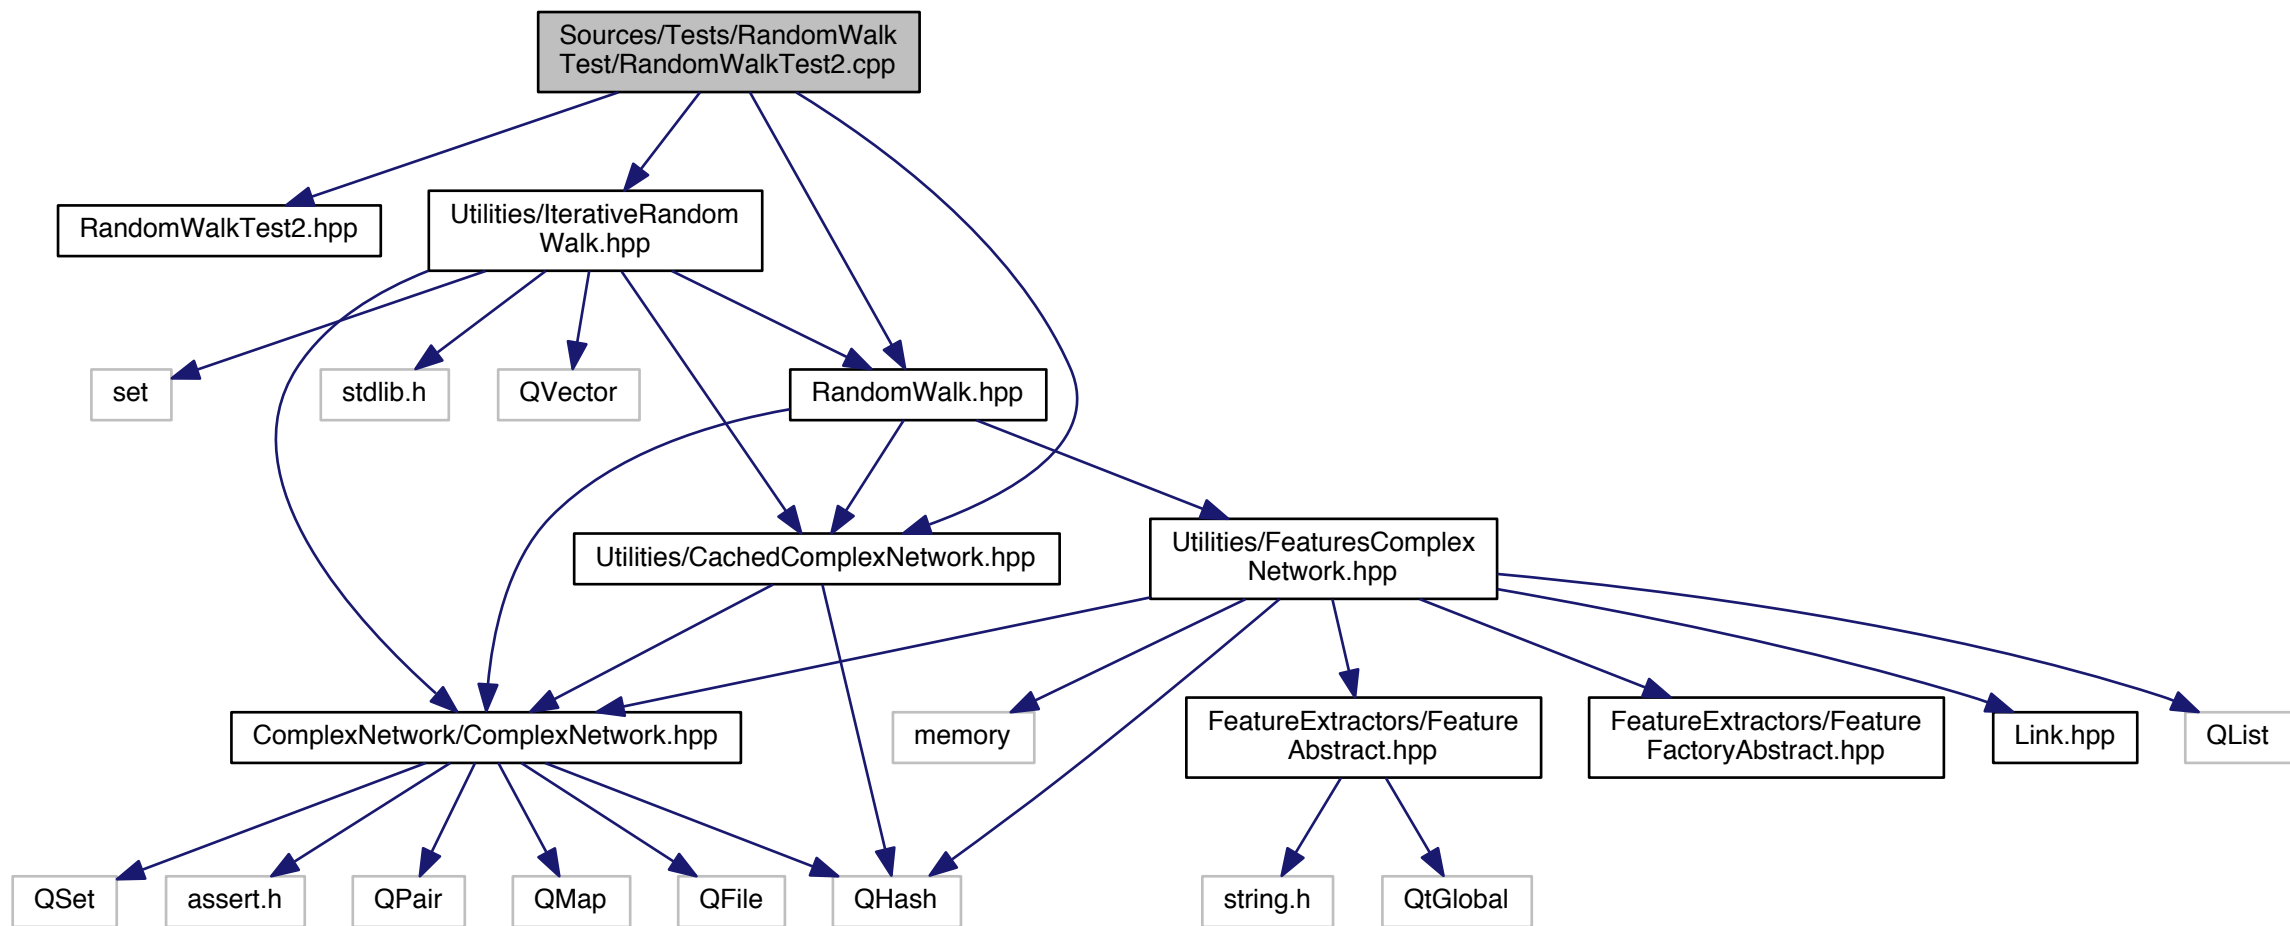 Sources/Tests/RandomWalk
Test/RandomWalkTest2.cpp
RandomWalkTest2.hpp
Utilities/IterativeRandom
Walk.hpp
set
stdlib.h
QVector
RandomWalk.hpp
Utilities/CachedComplexNetwork.hpp
Utilities/FeaturesComplex
Network.hpp
ComplexNetwork/ComplexNetwork.hpp
memory
FeatureExtractors/Feature
Abstract.hpp
FeatureExtractors/Feature
FactoryAbstract.hpp
Link.hpp
QList
QSet
assert.h
QPair
QMap
QFile
QHash
string.h
QtGlobal